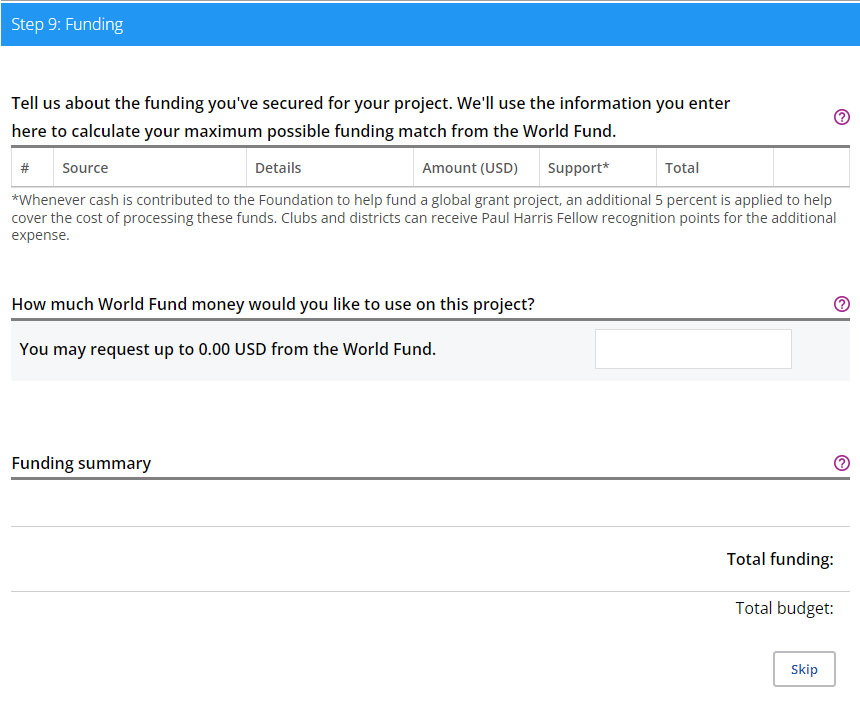 Step 9: Funding
Tell us about the funding you've secured for your project. We'll use the information you enter
here to calculate your maximum possible funding match from the World Fund.
# Source Details Amount (USD) Support* Total
*Whenever cash is contributed to the Foundation to help fund a global grant project, an additional 5 percent is applied to help
cover the cost of processing these funds. Clubs and districts can receive Paul Harris Fellow recognition points for the additional
expense.
How much World Fund money would you like to use on this project?
You may request up to 0.00 USD from the World Fund.
Funding summary
Total funding:
Total budget:
Skip